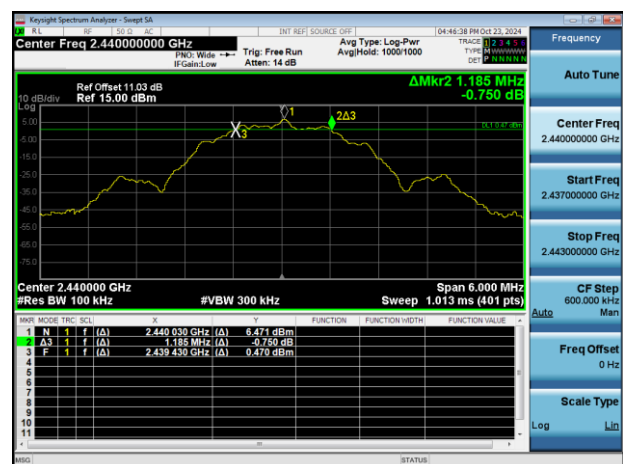 Keysight Spectrum Analyzer - Swept SA
RL RF 50 Ω AC INT REF SOURCE OFF 04:46:38 PM Oct 23, 2024
Center Freq 2.440000000 GHz
PNO: Wide
IFGain:Low
Trig: Free Run
Atten: 14 dB
Avg Type: Log-Pwr
Avg|Hold: 1000/1000
TRACE 1 2 3 4 5 6
TYPE M WWWWW
DET P N N N N N
Ref Offset 11.03 dB
Ref 15.00 dBm
ΔMkr2 1.185 MHz
-0.750 dB
10 dB/div
Log
5.00
-5.00
-15.0
-25.0
-35.0
-45.0
-55.0
-65.0
-75.0
1
2Δ3
3
DL1 0.47 dBm
Center 2.440000 GHz
Span 6.000 MHz
#Res BW 100 kHz
#VBW 300 kHz
Sweep 1.013 ms (401 pts)
MKR MODE TRC SCL X Y FUNCTION FUNCTION WIDTH FUNCTION VALUE
1 N 1 f (Δ) 2.440 030 GHz (Δ) 6.471 dBm
2 Δ3 1 f (Δ) 1.185 MHz (Δ) -0.750 dB
3 F 1 f (Δ) 2.439 430 GHz (Δ) 0.470 dBm
4
5
6
7
8
9
10
11
MSG STATUS
Frequency
Auto Tune
Center Freq
2.440000000 GHz
Start Freq
2.437000000 GHz
Stop Freq
2.443000000 GHz
CF Step
600.000 kHz
Auto Man
Freq Offset
0 Hz
Scale Type
Log Lin